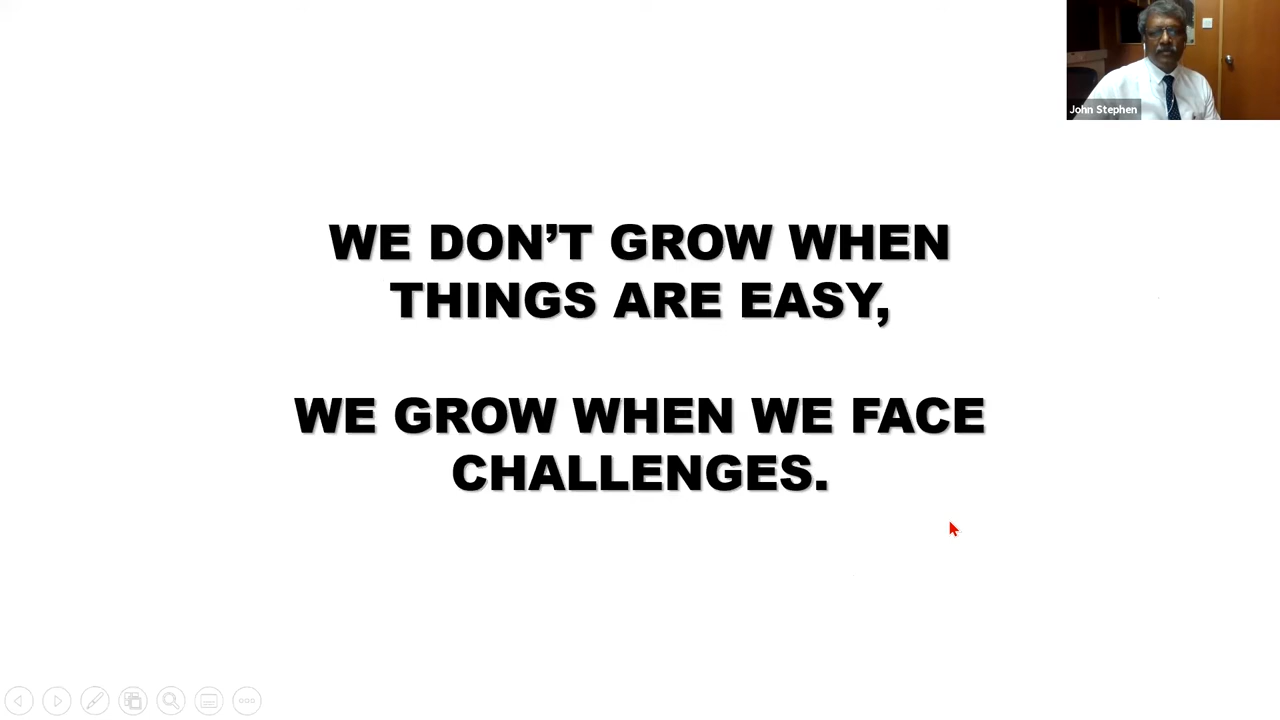 John Stephen
WE DON’T GROW WHEN
THINGS ARE EASY,
WE GROW WHEN WE FACE
CHALLENGES.